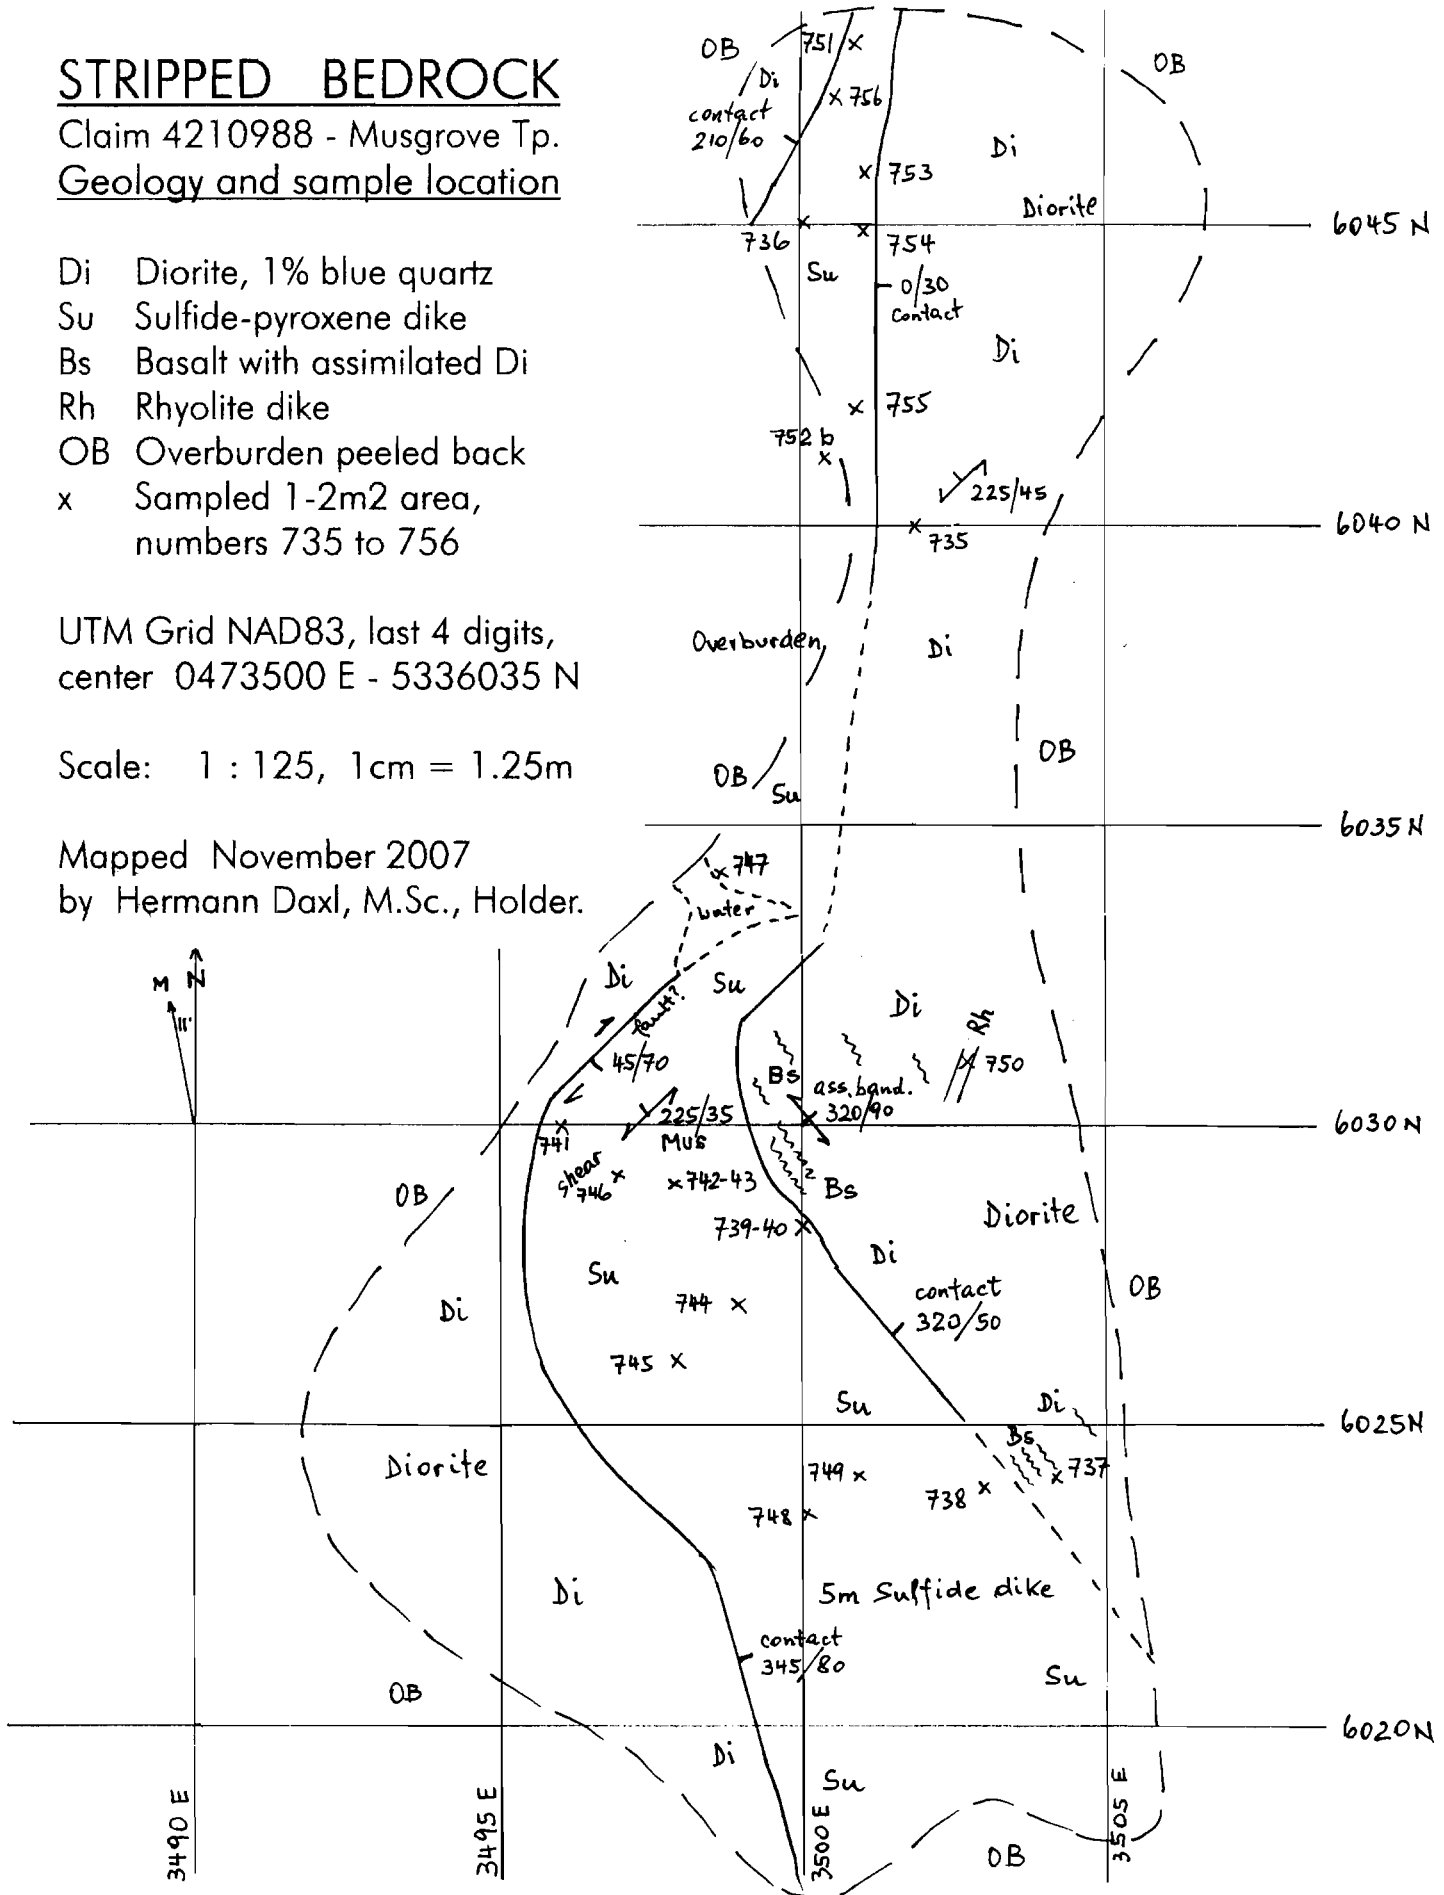 STRIPPED BEDROCK
Claim 4210988 - Musgrove Tp.
Geology and sample location
Di Diorite, 1% blue quartz
Su Sulfide-pyroxene dike
Bs Basalt with assimilated Di
Rh Rhyolite dike
OB Overburden peeled back
x Sampled 1-2m2 area,
numbers 735 to 756
UTM Grid NAD83, last 4 digits,
center 0473500 E - 5336035 N
Scale: 1 : 125, 1cm = 1.25m
Mapped November 2007
by Hermann Daxl, M.Sc., Holder.
OB
751 x
OB
Di
x 756
contact
210/60
Di
x 753
Diorite
6045 N
736 x
x 754
Su
0/30
contact
Di
x 755
752 b
x
225/45
x 735
6040 N
Overburden
Di
OB
OB
Su
6035 N
x 747
water
M N
11°
Di
Su
fault?
Di
Rh
45/70
Bs
x 750
ass. band.
320/90
x
225/35
Mus
6030 N
x
741
shear
746 x
x 742-43
Bs
OB
739-40 x
Diorite
Di
Su
contact
320/50
OB
Di
744 x
745 x
Su
Di
6025N
Bs
Diorite
749 x
x 737
738 x
748 x
Di
5m Sulfide dike
contact
345/80
Su
OB
6020N
Di
Su
3490 E
3495 E
3500 E
3505 E
OB